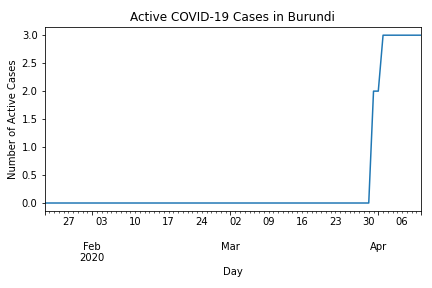 Active COVID-19 Cases in Burundi
Number of Active Cases
3.0
2.5
2.0
1.5
1.0
0.5
0.0
27 03 10 17 24 02 09 16 23 30 06
Feb Mar Apr
2020
Day